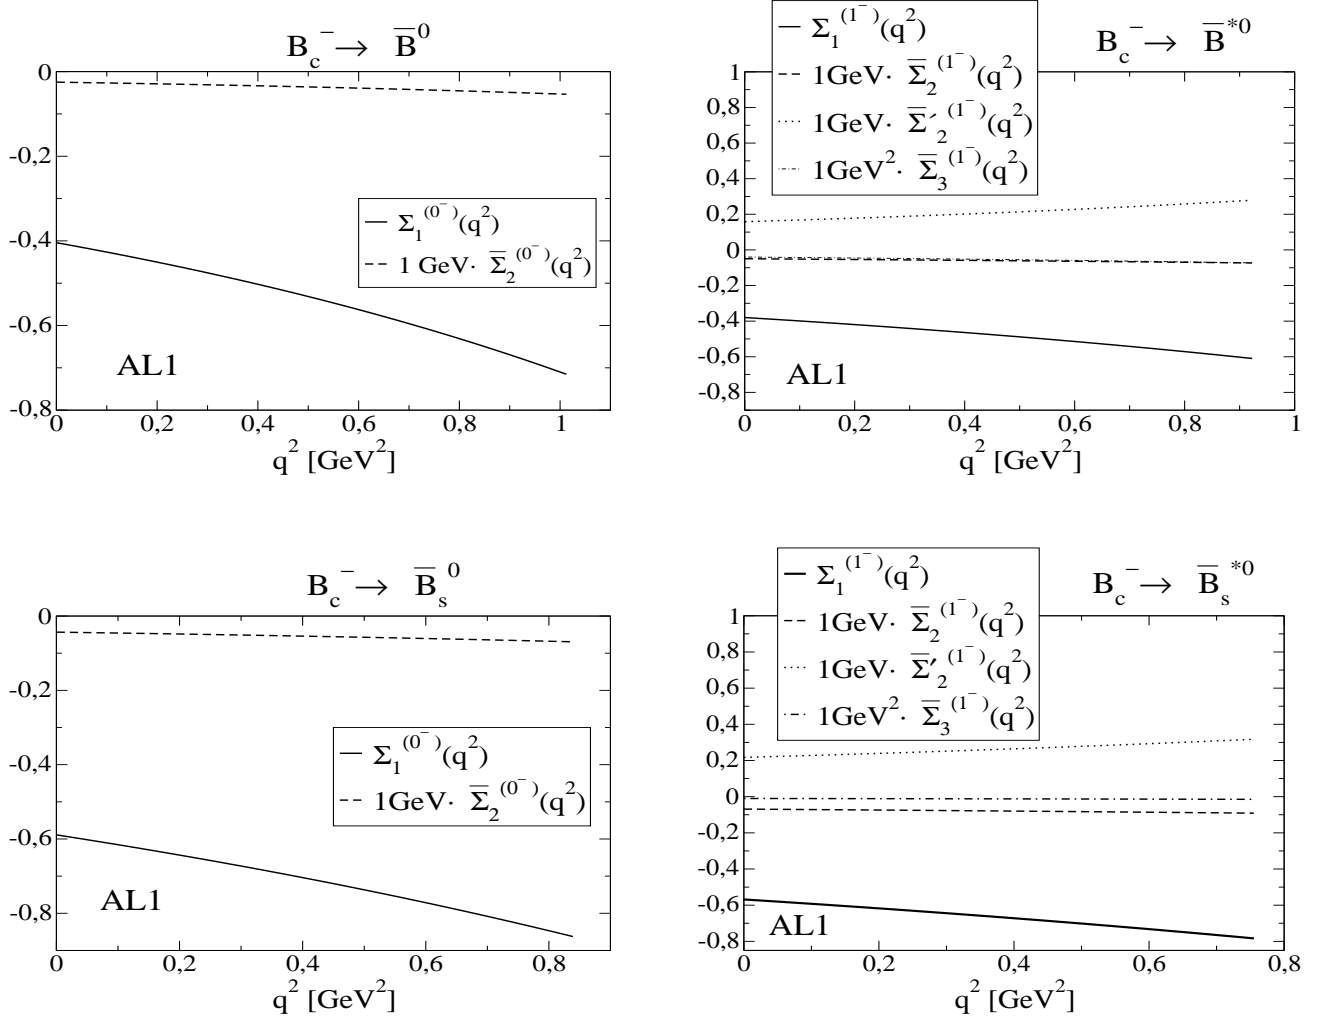 B_c^- → B̅^0
0
-0,2
-0,4
-0,6
-0,8
Σ_1^(0^-)(q^2)
1 GeV· Σ̅_2^(0^-)(q^2)
AL1
0 0,2 0,4 0,6 0,8 1
q^2 [GeV^2]
Σ_1^(1^-)(q^2)
1GeV· Σ̅_2^(1^-)(q^2)
1GeV· Σ̅′_2^(1^-)(q^2)
1GeV^2· Σ̅_3^(1^-)(q^2)
B_c^- → B̅^*0
1
0,8
0,6
0,4
0,2
0
-0,2
-0,4
-0,6
-0,8
AL1
0 0,2 0,4 0,6 0,8 1
q^2 [GeV^2]
B_c^- → B̅_s^0
0
-0,2
-0,4
-0,6
-0,8
Σ_1^(0^-)(q^2)
1GeV· Σ̅_2^(0^-)(q^2)
AL1
0 0,2 0,4 0,6 0,8
q^2 [GeV^2]
Σ_1^(1^-)(q^2)
1GeV· Σ̅_2^(1^-)(q^2)
1GeV· Σ̅′_2^(1^-)(q^2)
1GeV^2· Σ̅_3^(1^-)(q^2)
B_c^- → B̅_s^*0
1
0,8
0,6
0,4
0,2
0
-0,2
-0,4
-0,6
-0,8
AL1
0 0,2 0,4 0,6 0,8
q^2 [GeV^2]